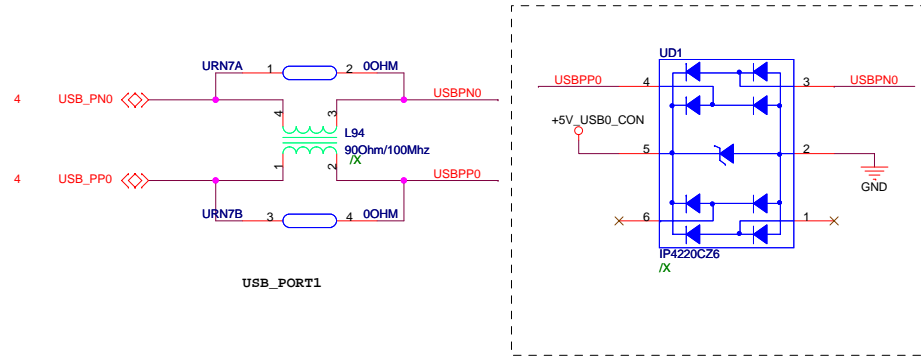 URN7A 1 2 0OHM
4 USB_PN0 USBPN0
4 3
L94
90Ohm/100Mhz
/X
1 2
4 USB_PP0 USBPP0
URN7B 3 4 0OHM
USB_PORT1
UD1
USBPP0 4 3 USBPN0
+5V_USB0_CON
5 2
GND
6 1
IP4220CZ6
/X